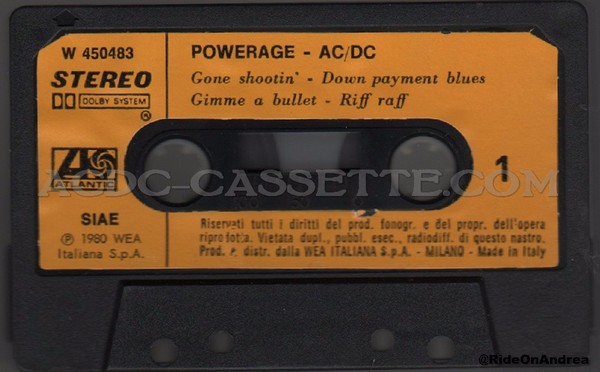 W 450483
POWERAGE - AC/DC
STEREO
DOLBY SYSTEM
®
Gone shootin' - Down payment blues
Gimme a bullet - Riff raff
ATLANTIC
1
ACDC-CASSETTE.COM
SIAE
℗ 1980 WEA
Italiana S.p.A.
Riservati tutti i diritti del prod. fonogr. e del propr. dell'opera
riprodotta. Vietata dupl., pubbl. esec., radiodiff. di questo nastro.
Prod. e distr. dalla WEA ITALIANA S.p.A. - MILANO - Made in Italy
@RideOnAndrea